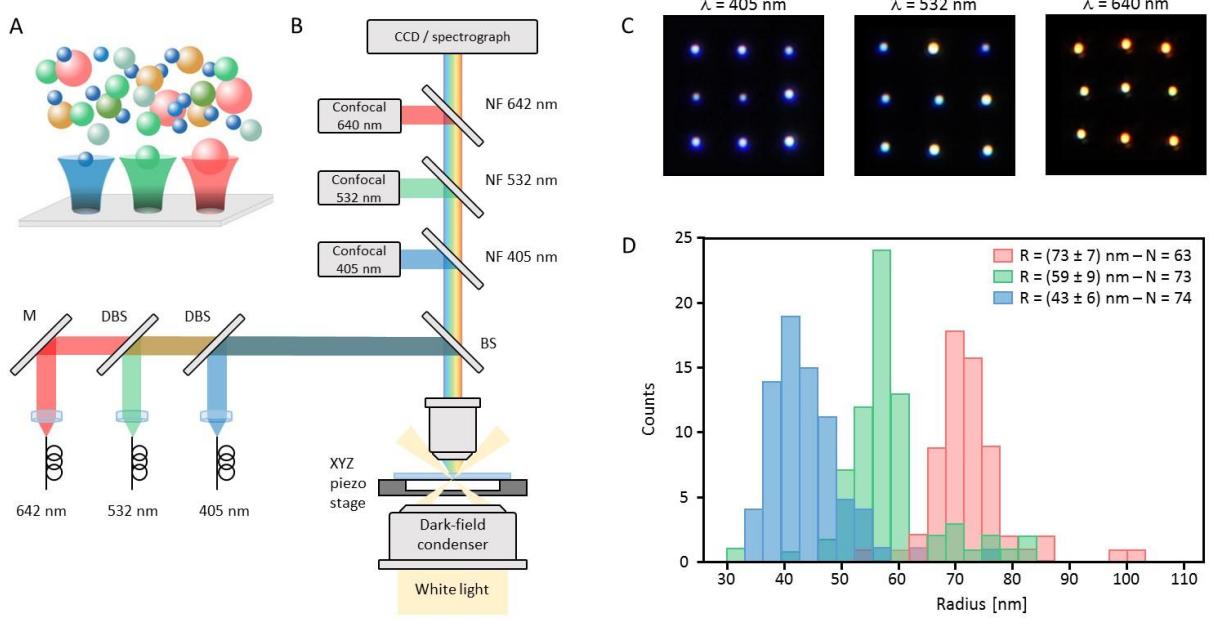 A
B
CCD / spectrograph
NF 642 nm
Confocal
640 nm
NF 532 nm
Confocal
532 nm
NF 405 nm
Confocal
405 nm
M
DBS
DBS
BS
XYZ
piezo
stage
642 nm
532 nm
405 nm
Dark-field
condenser
White light
C
λ = 405 nm
λ = 532 nm
λ = 640 nm
D
25
20
15
10
5
0
Counts
R = (73 ± 7) nm – N = 63
R = (59 ± 9) nm – N = 73
R = (43 ± 6) nm – N = 74
30 40 50 60 70 80 90 100 110
Radius [nm]